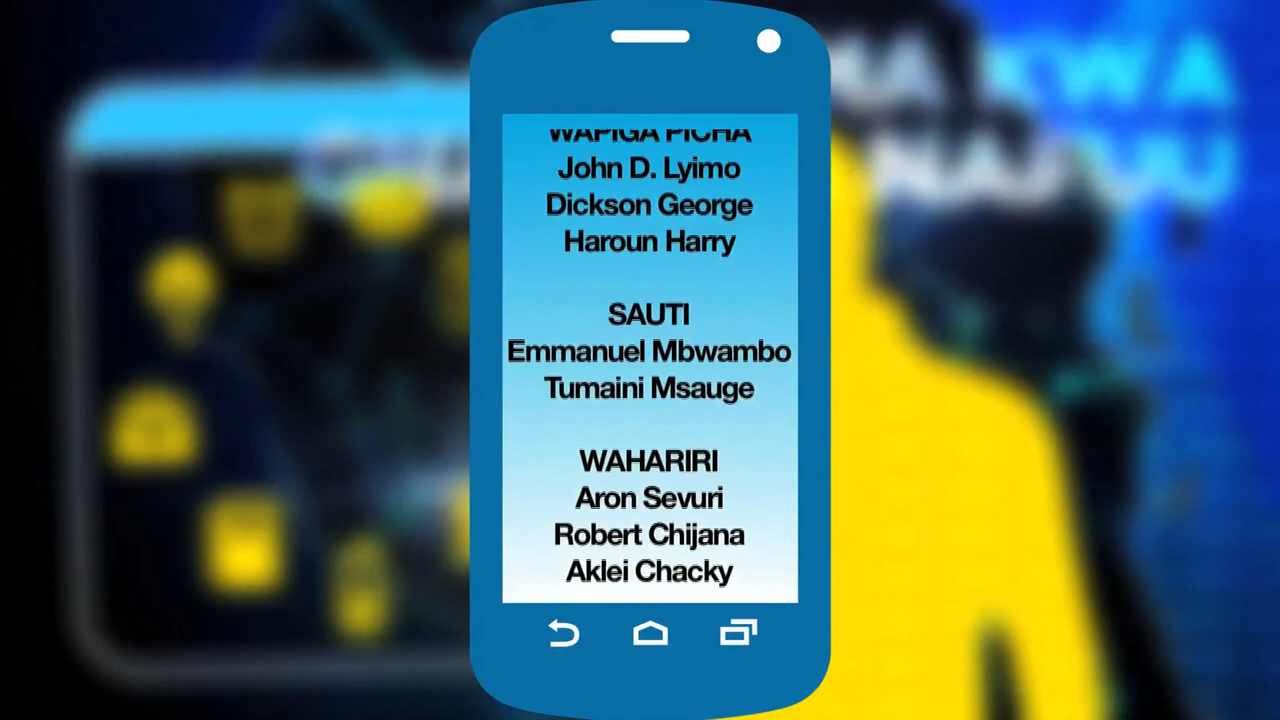 WAPIGA PICHA
John D. Lyimo
Dickson George
Haroun Harry
SAUTI
Emmanuel Mbwambo
Tumaini Msauge
WAHARIRI
Aron Sevuri
Robert Chijana
Aklei Chacky
KWA